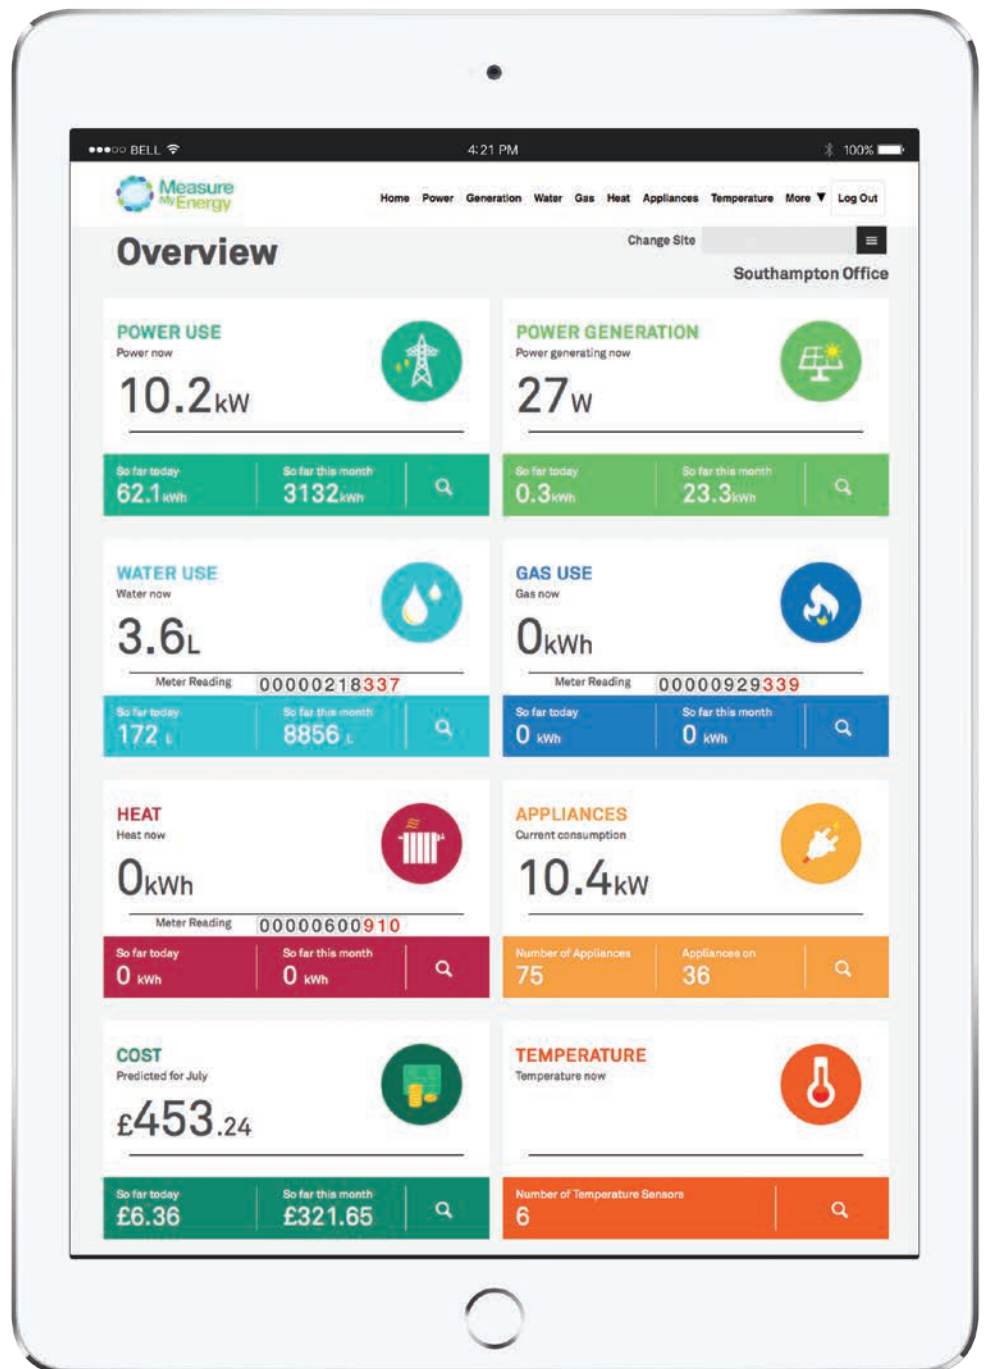 BELL
4:21 PM
100%
Measure
My Energy
Home Power Generation Water Gas Heat Appliances Temperature More ▼ Log Out
Overview
Change Site
Southampton Office
POWER USE
Power now
10.2kW
So far today
So far this month
62.1 kWh
3132 kWh
POWER GENERATION
Power generating now
27W
So far today
So far this month
0.3kWh
23.3kWh
WATER USE
Water now
3.6L
Meter Reading 00000218337
So far today
So far this month
172 L
8856 L
GAS USE
Gas now
0kWh
Meter Reading 00000929339
So far today
So far this month
0 kWh
0 kWh
HEAT
Heat now
0kWh
Meter Reading 00000600910
So far today
So far this month
0 kWh
0 kWh
APPLIANCES
Current consumption
10.4kW
Number of Appliances
Appliances on
75
36
COST
Predicted for July
£453.24
So far today
So far this month
£6.36
£321.65
TEMPERATURE
Temperature now
Number of Temperature Sensors
6